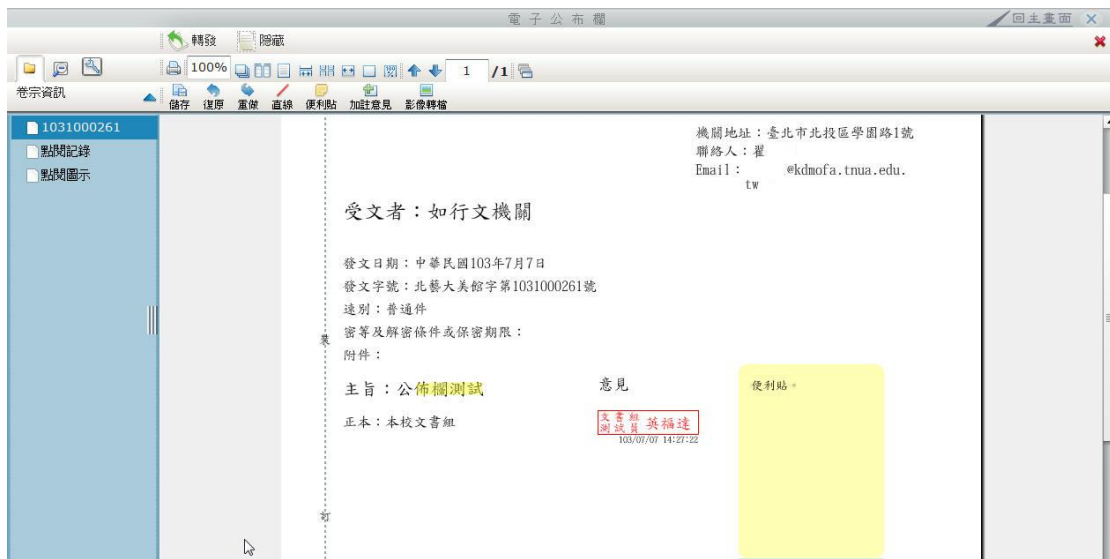 電子公布欄
回主畫面
轉發
隱藏
100%
1 /1
卷宗資訊
儲存 復原 重做 直線 便利貼 加註意見 影像轉檔
1031000261
點閱記錄
點閱圖示
機關地址：臺北市北投區學園路1號
聯絡人：翟
Email： @kdmofa.tnua.edu.
tw
受文者：如行文機關
發文日期：中華民國103年7月7日
發文字號：北藝大美館字第1031000261號
速別：普通件
密等及解密條件或保密期限：
裝
附件：
主旨：公佈欄測試
意見
便利貼。
正本：本校文書組
文書組
測試員 英福達
103/07/07 14:27:22
訂